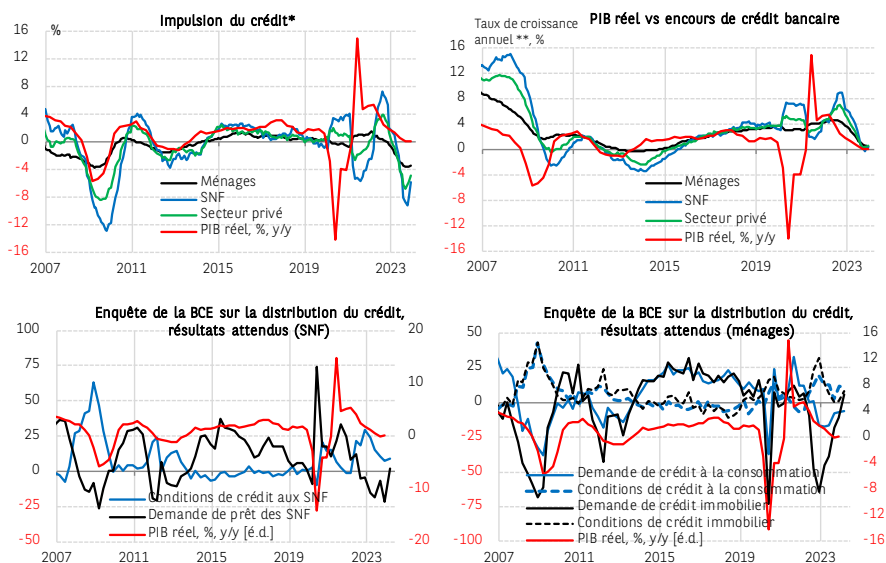 Impulsion du crédit*
%
16
12
8
4
0
-4
-8
-12
-16
Ménages
SNF
Secteur privé
PIB réel, %, y/y
2007
2011
2015
2019
2023
PIB réel vs encours de crédit bancaire
Taux de croissance
annuel **, %
16
12
8
4
0
-4
-8
-12
-16
Ménages
SNF
Secteur privé
PIB réel, %, y/y
2007
2011
2015
2019
2023
Enquête de la BCE sur la distribution du crédit,
résultats attendus (SNF)
100
75
50
25
0
-25
-50
20
10
0
-10
-20
Conditions de crédit aux SNF
Demande de prêt des SNF
PIB réel, %, y/y [é.d.]
2007
2011
2015
2019
2023
Enquête de la BCE sur la distribution du crédit,
résultats attendus (ménages)
50
25
0
-25
-50
-75
-100
16
12
8
4
0
-4
-8
-12
-16
Demande de crédit à la consommation
Conditions de crédit à la consommation
Demande de crédit immobilier
Conditions de crédit immobilier
PIB réel, %, y/y [é.d.]
2007
2011
2015
2019
2023